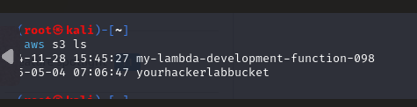 (root㉿kali)-[~]
aws s3 ls
4-11-28 15:45:27 my-lambda-development-function-098
5-05-04 07:06:47 yourhackerlabbucket